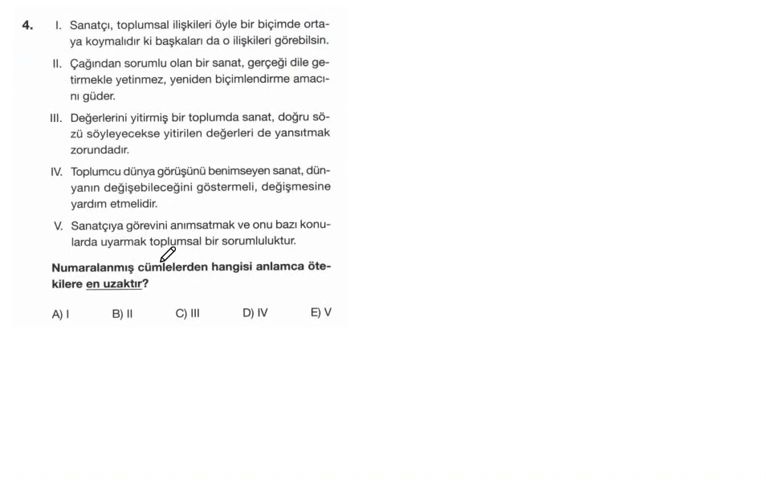 4. I. Sanatçı, toplumsal ilişkileri öyle bir biçimde orta-
ya koymalıdır ki başkaları da o ilişkileri görebilsin.
II. Çağından sorumlu olan bir sanat, gerçeği dile ge-
tirmekle yetinmez, yeniden biçimlendirme amacı-
nı güder.
III. Değerlerini yitirmiş bir toplumda sanat, doğru sö-
zü söyleyecekse yitirilen değerleri de yansıtmak
zorundadır.
IV. Toplumcu dünya görüşünü benimseyen sanat, dün-
yanın değişebileceğini göstermeli, değişmesine
yardım etmelidir.
V. Sanatçıya görevini anımsatmak ve onu bazı konu-
larda uyarmak toplumsal bir sorumluluktur.
Numaralanmış cümlelerden hangisi anlamca öte-
kilere en uzaktır?
A) I B) II C) III D) IV E) V